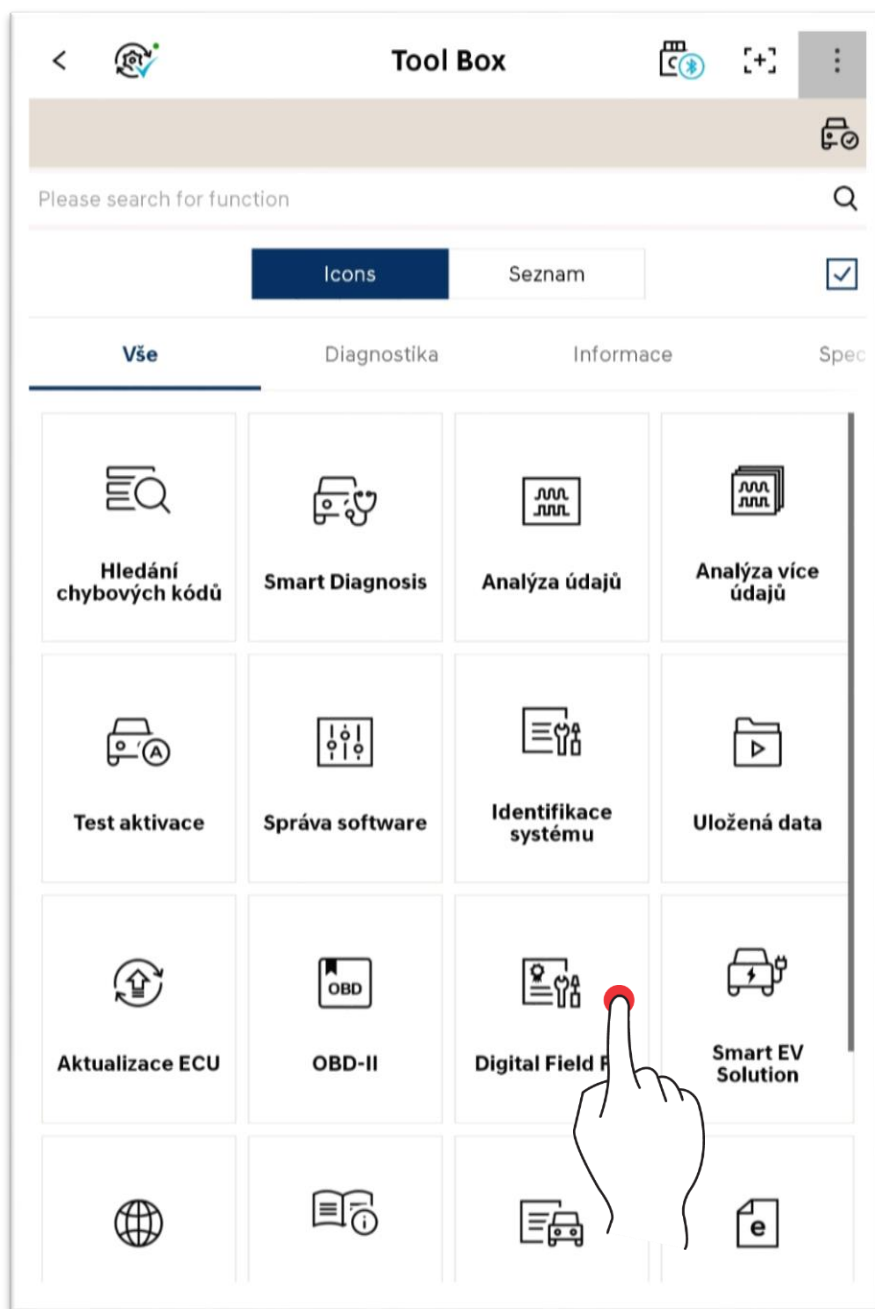 Tool Box
Please search for function
Icons Seznam
Vše Diagnostika Informace Spec
Hledání
chybových kódů
Smart Diagnosis
Analýza údajů
Analýza více
údajů
Test aktivace
Správa software
Identifikace
systému
Uložená data
Aktualizace ECU
OBD
OBD-II
Digital Field
Smart EV
Solution